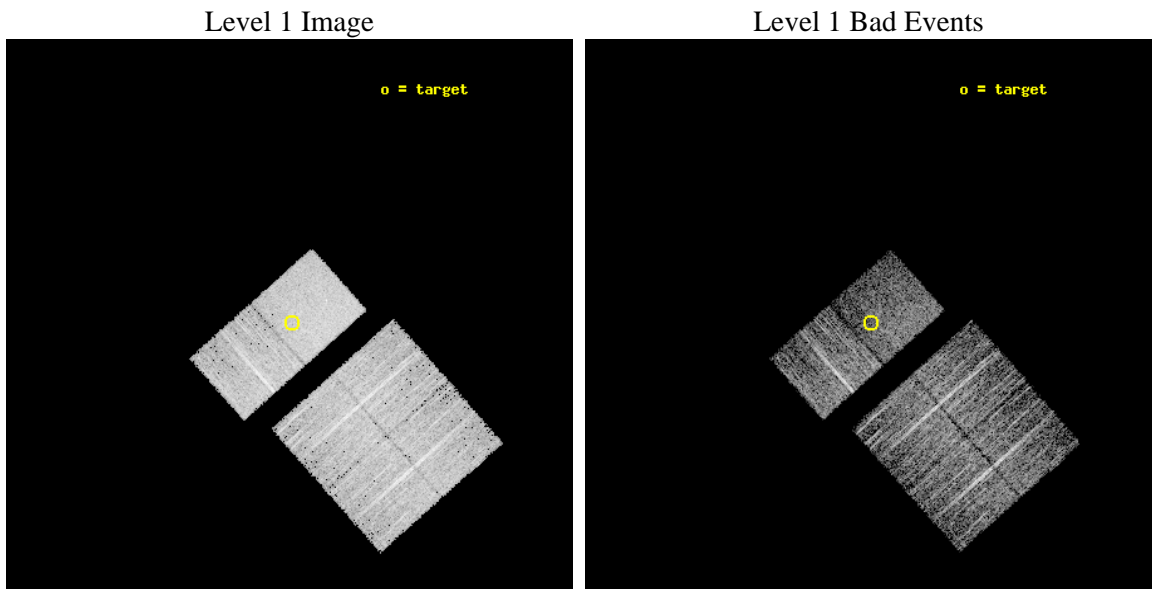 Level 1 Image
Level 1 Bad Events
o = target
o = target